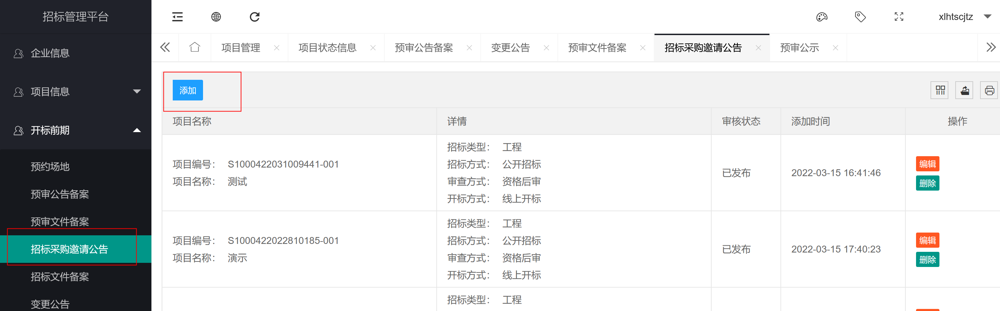 招标管理平台
xlhtscjtz
企业信息
项目信息
开标前期
预约场地
预审公告备案
预审文件备案
招标采购邀请公告
招标文件备案
变更公告
项目管理
项目状态信息
预审公告备案
变更公告
预审文件备案
招标采购邀请公告
预审公示
添加
项目名称 详情 审核状态 添加时间 操作
项目编号： S1000422031009441-001
项目名称： 测试
招标类型： 工程
招标方式： 公开招标
审查方式： 资格后审
开标方式： 线上开标
已发布
2022-03-15 16:41:46
编辑
删除
项目编号： S1000422022810185-001
项目名称： 演示
招标类型： 工程
招标方式： 公开招标
审查方式： 资格后审
开标方式： 线上开标
已发布
2022-03-15 17:40:23
编辑
删除
招标类型： 工程